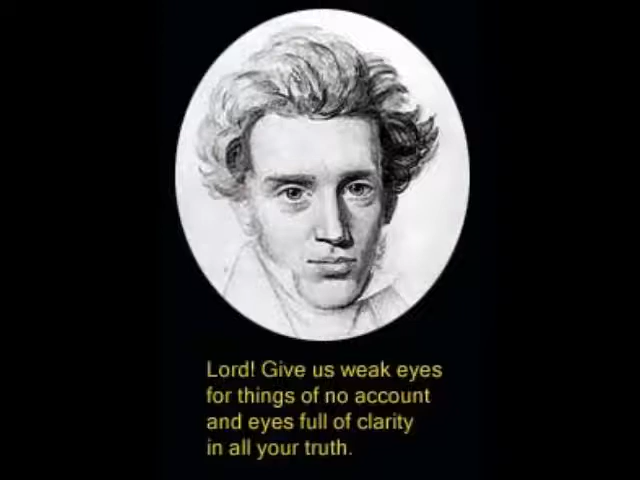 Lord! Give us weak eyes
for things of no account
and eyes full of clarity
in all your truth.